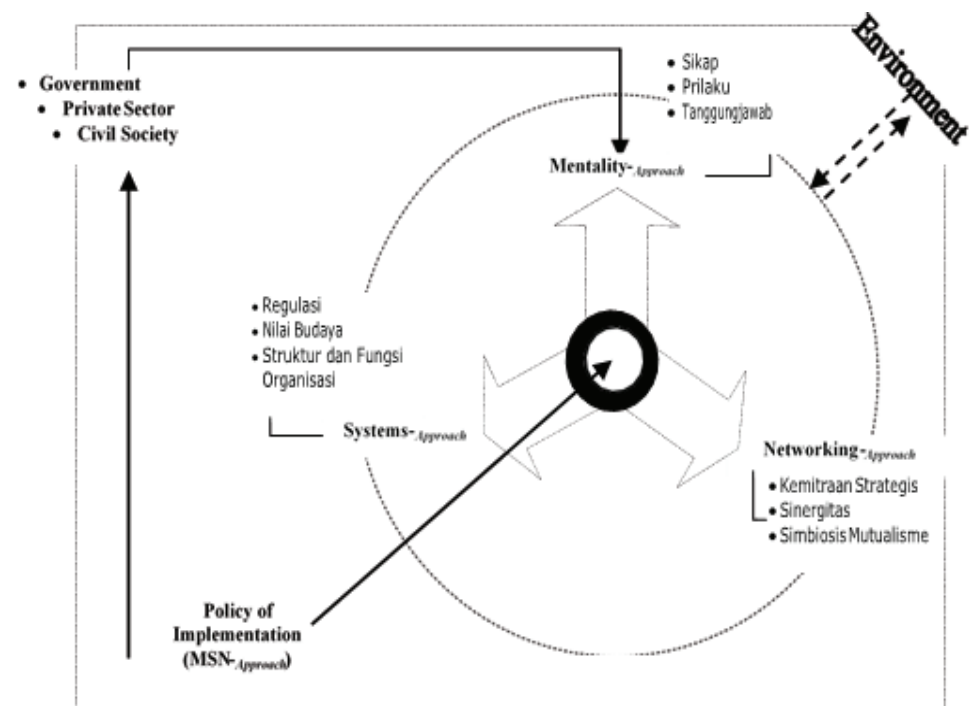 Environment
• Government
• Private Sector
• Civil Society
• Sikap
• Prilaku
• Tanggungjawab
Mentality-Approach
• Regulasi
• Nilai Budaya
• Struktur dan Fungsi
Organisasi
Systems-Approach
Networking-Approach
• Kemitraan Strategis
• Sinergitas
• Simbiosis Mutualisme
Policy of
Implementation
(MSN-Approach)